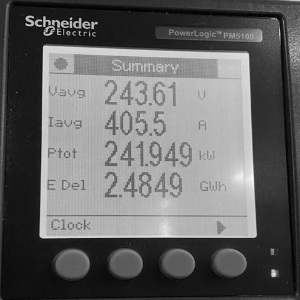 Schneider
Electric
PowerLogic™ PM5100
Summary
Vavg 243.61 V
Iavg 405.5 A
Ptot 241.949 kW
E Del 2.4849 GWh
Clock